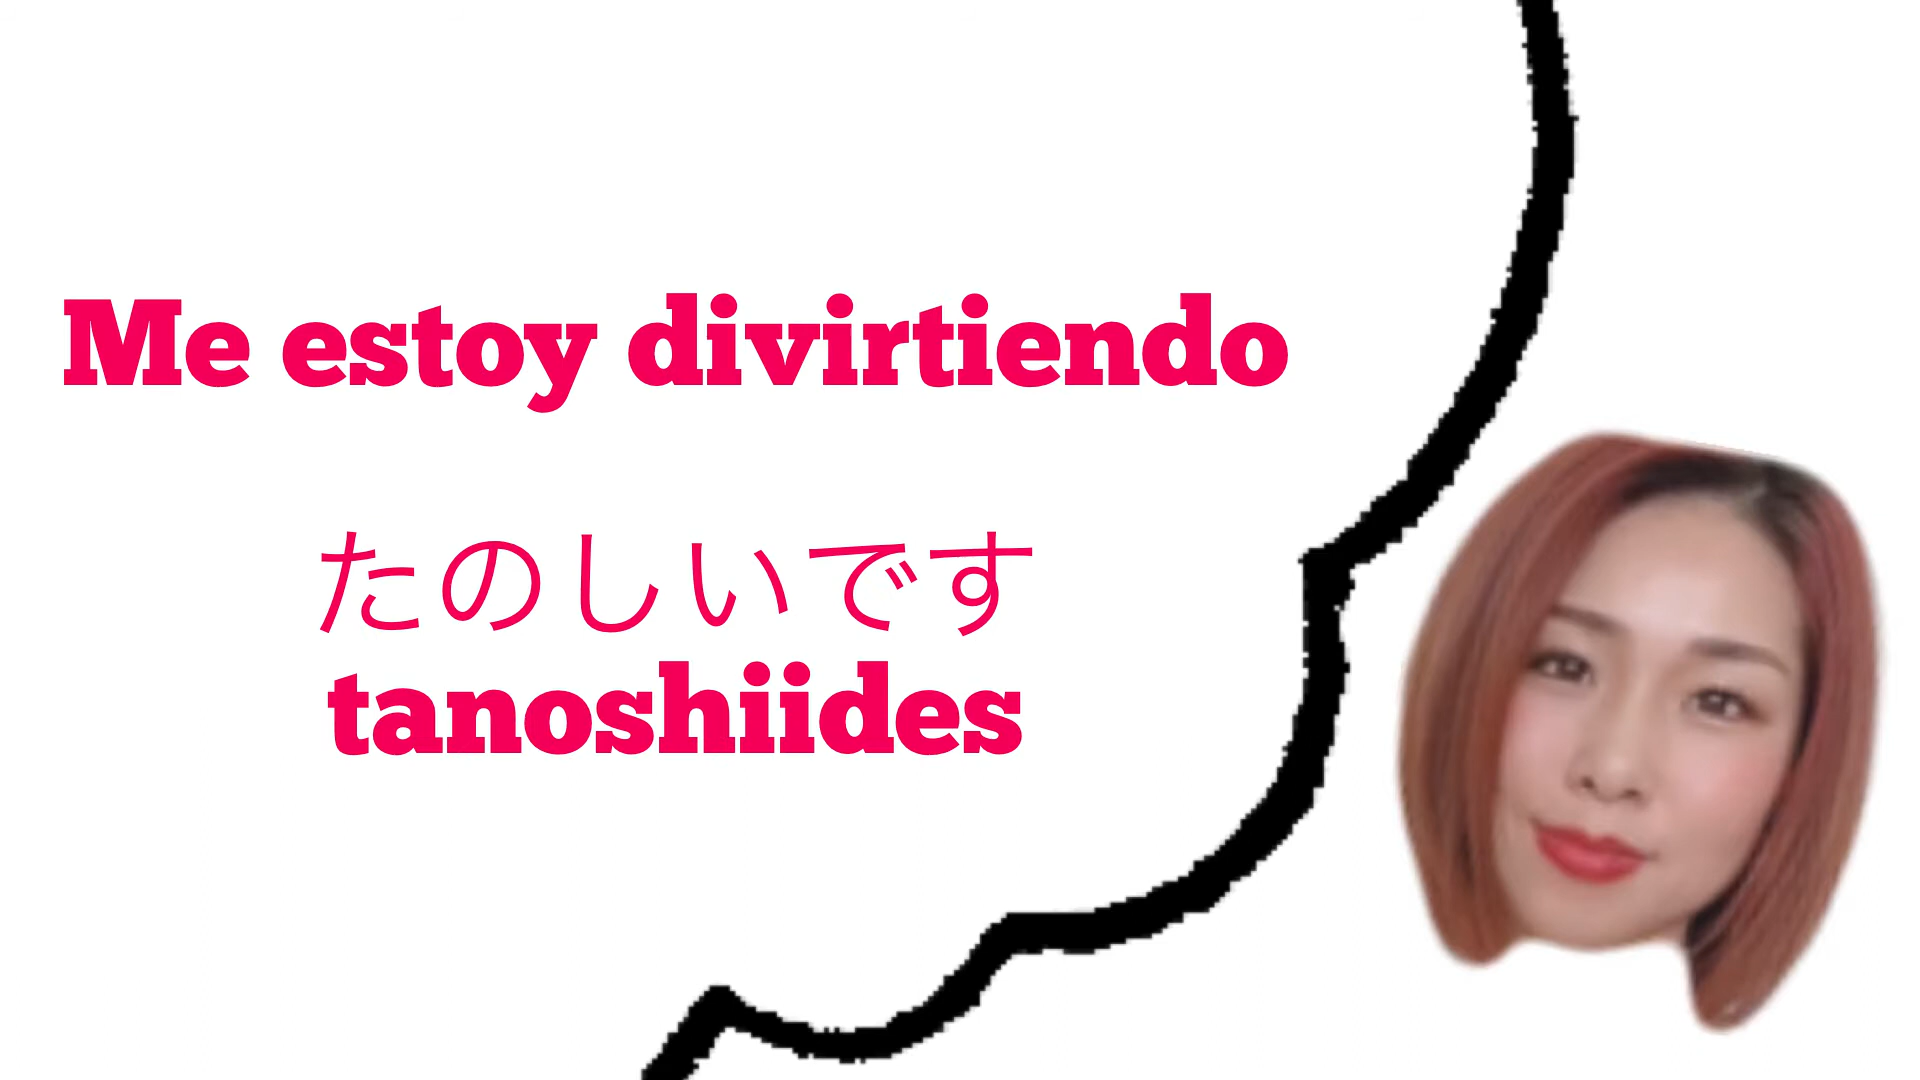 Me estoy divirtiendo
たのしいです
tanoshiides